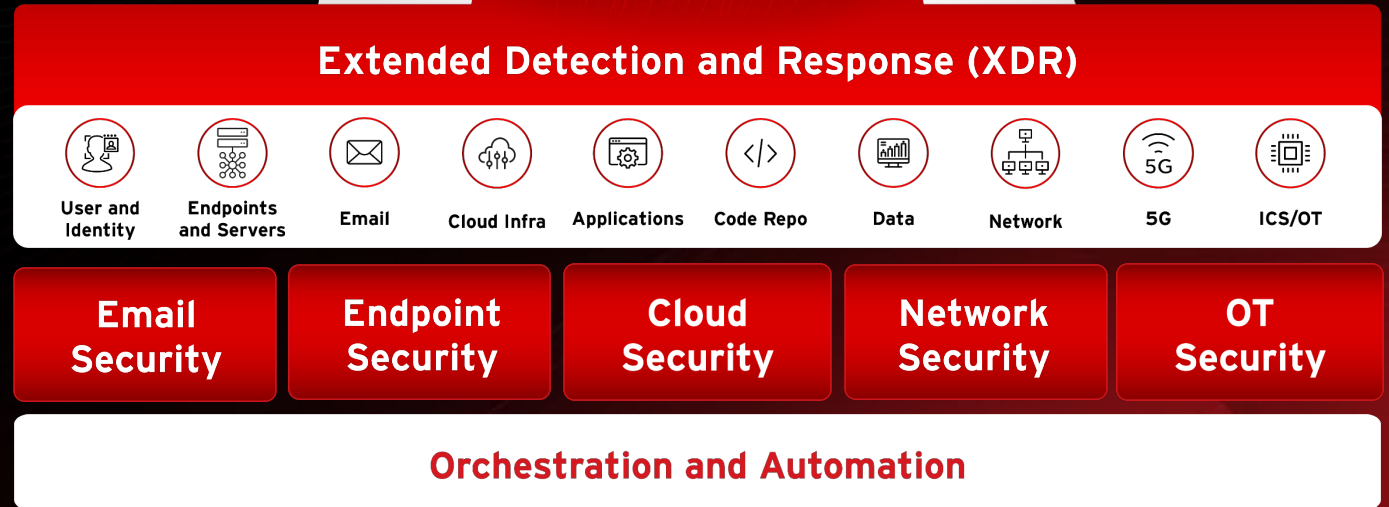 Extended Detection and Response (XDR)
5G
User and
Identity
Endpoints
and Servers
Email
Cloud Infra
Applications
Code Repo
Data
Network
5G
ICS/OT
Email
Security
Endpoint
Security
Cloud
Security
Network
Security
OT
Security
Orchestration and Automation